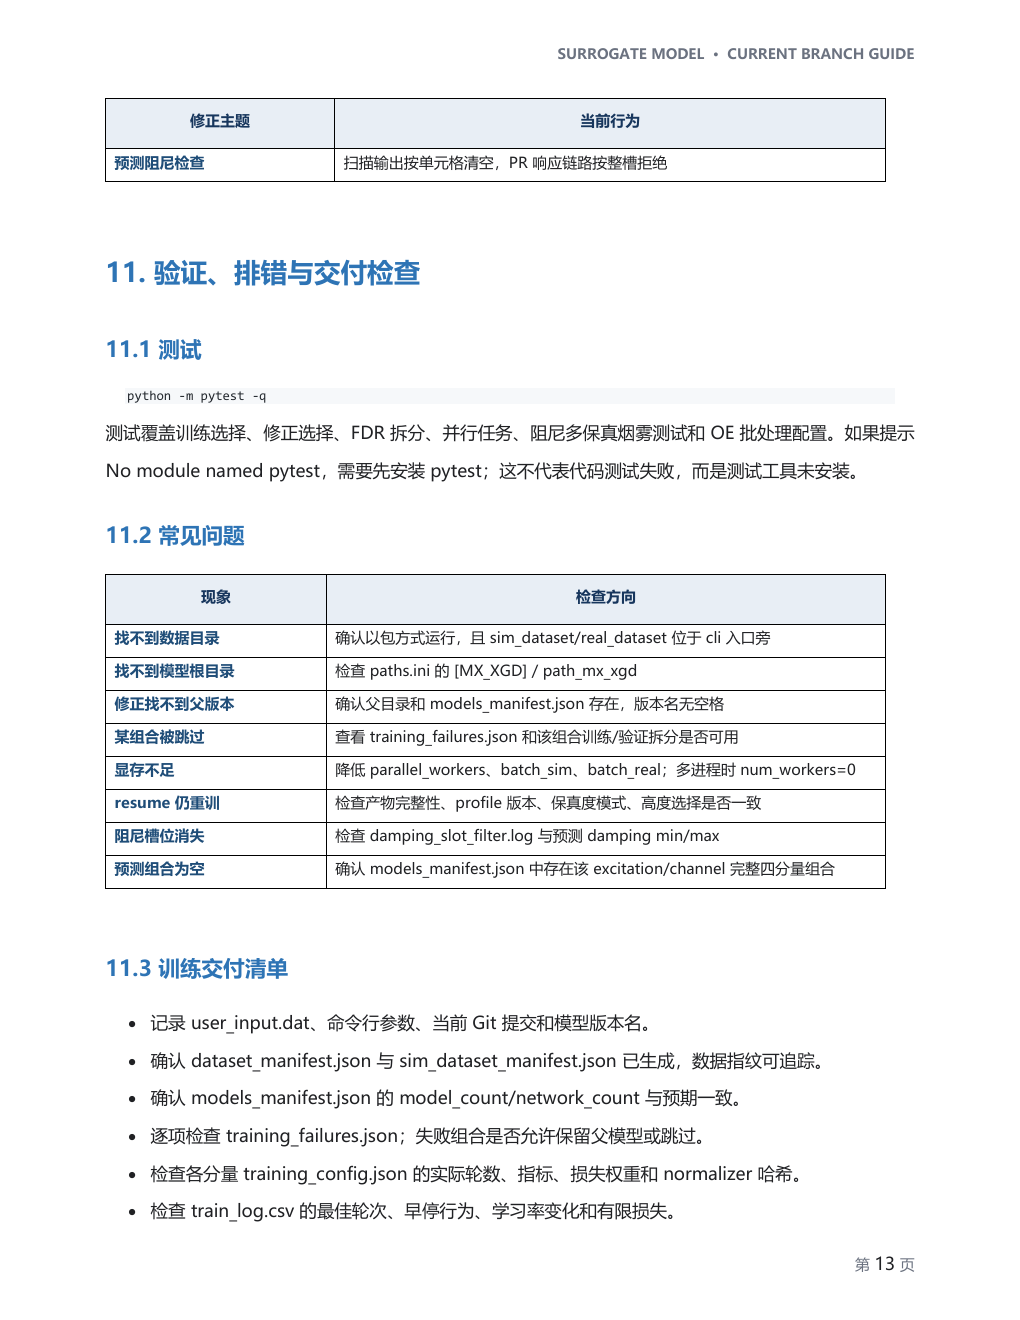 SURROGATE MODEL • CURRENT BRANCH GUIDE
修正主题 当前行为
预测阻尼检查 扫描输出按单元格清空，PR 响应链路按整槽拒绝
11. 验证、排错与交付检查
11.1 测试
python -m pytest -q
测试覆盖训练选择、修正选择、FDR 拆分、并行任务、阻尼多保真烟雾测试和 OE 批处理配置。如果提示
No module named pytest，需要先安装 pytest；这不代表代码测试失败，而是测试工具未安装。
11.2 常见问题
现象 检查方向
找不到数据目录 确认以包方式运行，且 sim_dataset/real_dataset 位于 cli 入口旁
找不到模型根目录 检查 paths.ini 的 [MX_XGD] / path_mx_xgd
修正找不到父版本 确认父目录和 models_manifest.json 存在，版本名无空格
某组合被跳过 查看 training_failures.json 和该组合训练/验证拆分是否可用
显存不足 降低 parallel_workers、batch_sim、batch_real；多进程时 num_workers=0
resume 仍重训 检查产物完整性、profile 版本、保真度模式、高度选择是否一致
阻尼槽位消失 检查 damping_slot_filter.log 与预测 damping min/max
预测组合为空 确认 models_manifest.json 中存在该 excitation/channel 完整四分量组合
11.3 训练交付清单
• 记录 user_input.dat、命令行参数、当前 Git 提交和模型版本名。
• 确认 dataset_manifest.json 与 sim_dataset_manifest.json 已生成，数据指纹可追踪。
• 确认 models_manifest.json 的 model_count/network_count 与预期一致。
• 逐项检查 training_failures.json；失败组合是否允许保留父模型或跳过。
• 检查各分量 training_config.json 的实际轮数、指标、损失权重和 normalizer 哈希。
• 检查 train_log.csv 的最佳轮次、早停行为、学习率变化和有限损失。
第 13 页